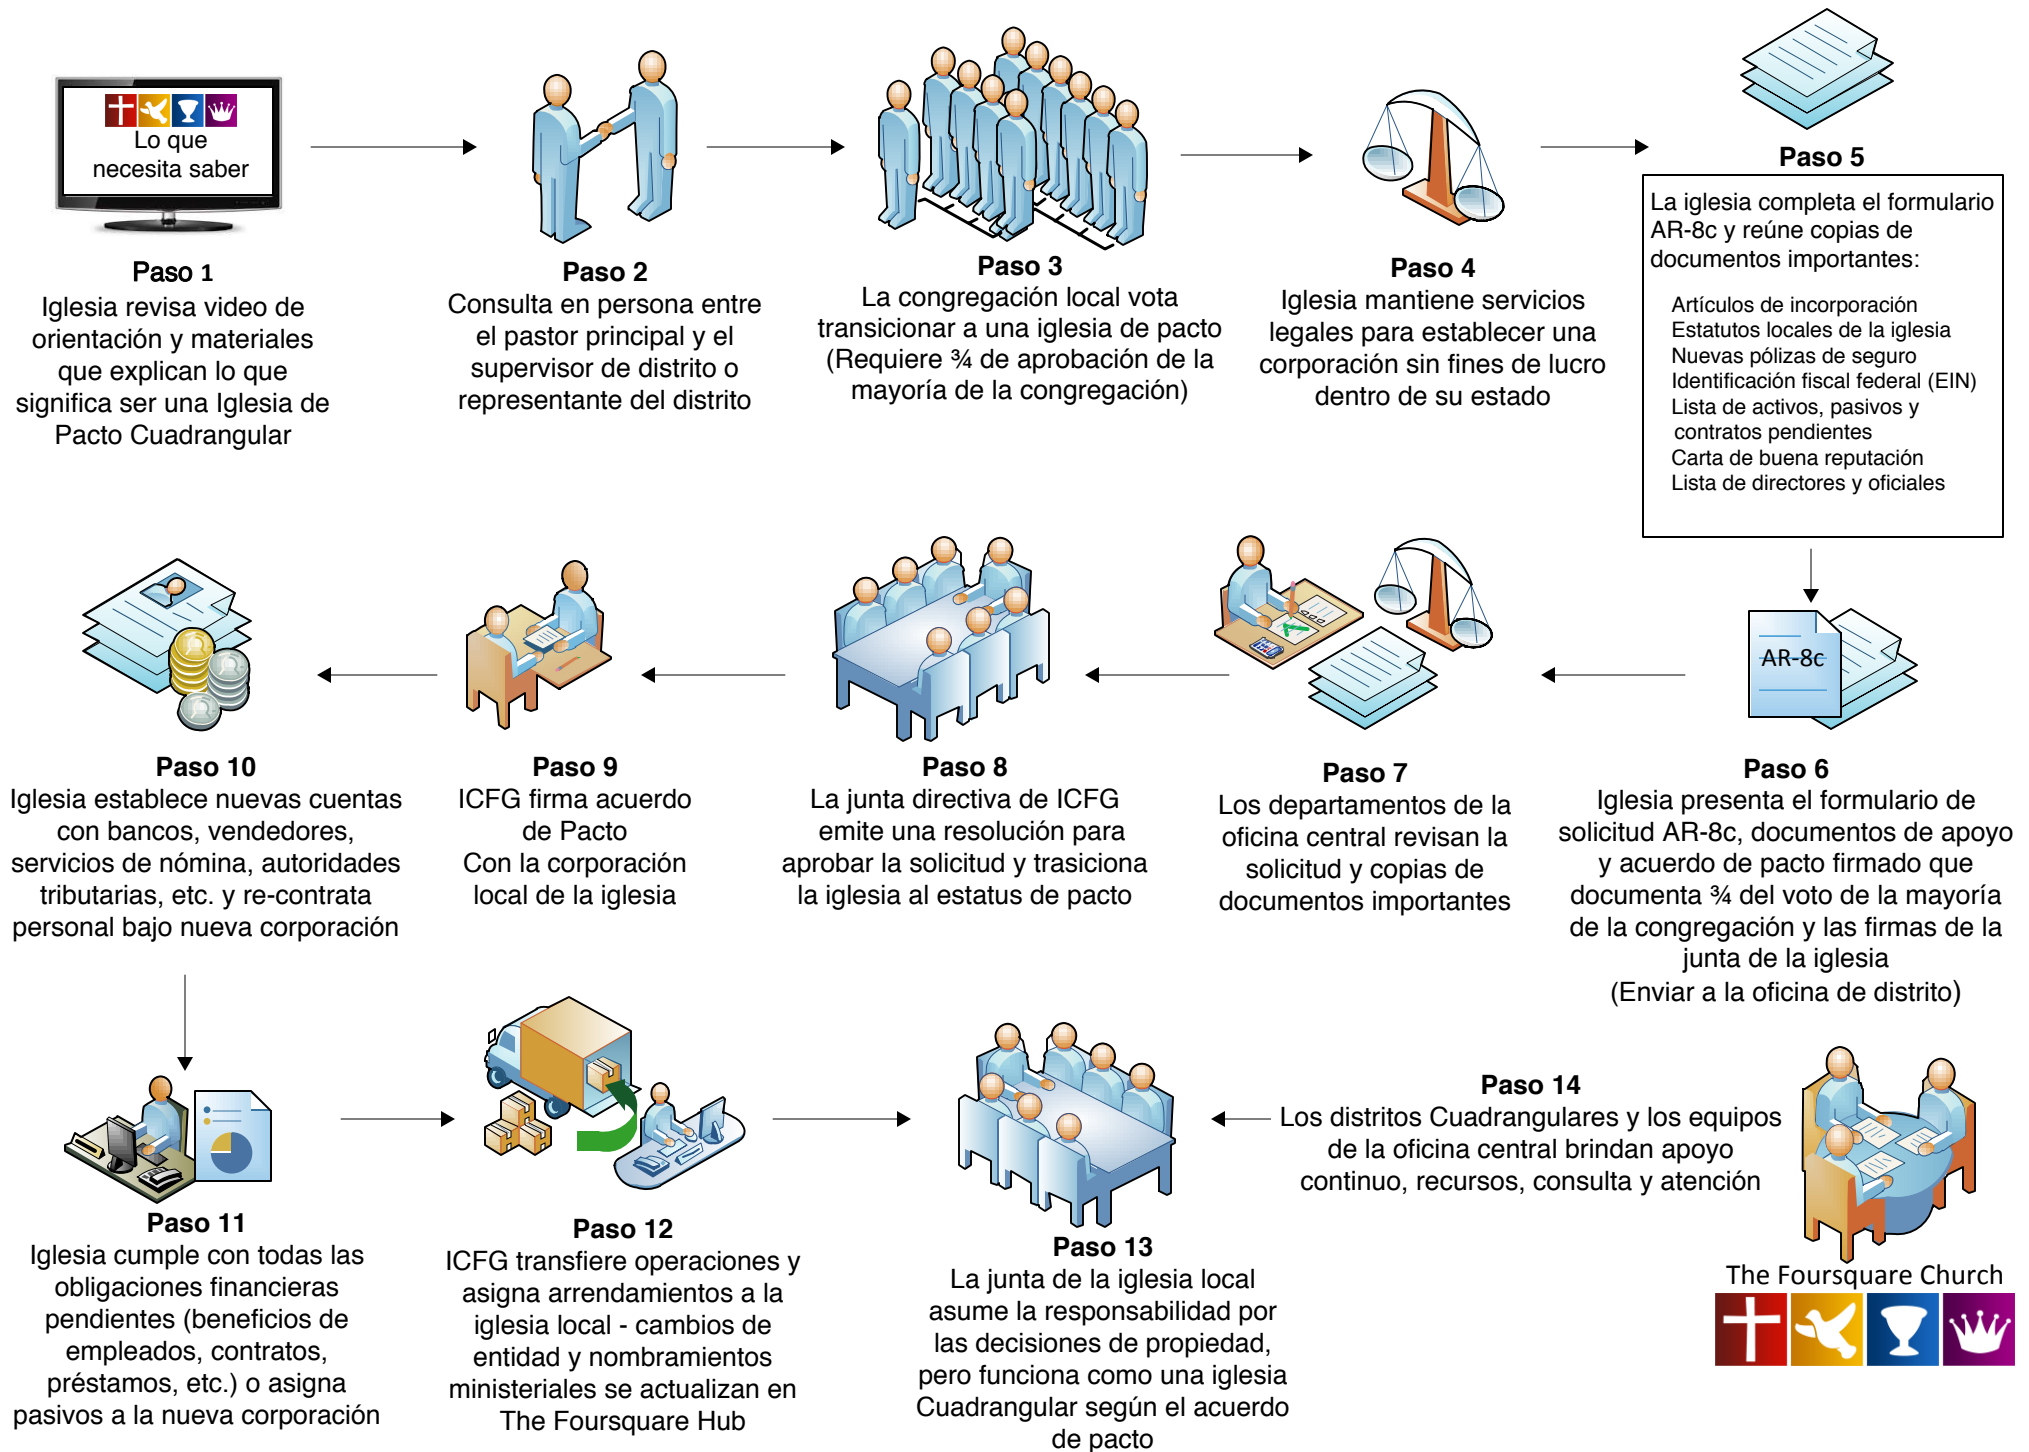 Lo que
necesita saber
Paso 1
Iglesia revisa video de
orientación y materiales
que explican lo que
significa ser una Iglesia de
Pacto Cuadrangular
Paso 2
Consulta en persona entre
el pastor principal y el
supervisor de distrito o
representante del distrito
Paso 3
La congregación local vota
transicionar a una iglesia de pacto
(Requiere ¾ de aprobación de la
mayoría de la congregación)
Paso 4
Iglesia mantiene servicios
legales para establecer una
corporación sin fines de lucro
dentro de su estado
Paso 5
La iglesia completa el formulario
AR-8c y reúne copias de
documentos importantes:
Artículos de incorporación
Estatutos locales de la iglesia
Nuevas pólizas de seguro
Identificación fiscal federal (EIN)
Lista de activos, pasivos y
contratos pendientes
Carta de buena reputación
Lista de directores y oficiales
AR-8c
Paso 6
Iglesia presenta el formulario de
solicitud AR-8c, documentos de apoyo
y acuerdo de pacto firmado que
documenta ¾ del voto de la mayoría
de la congregación y las firmas de la
junta de la iglesia
(Enviar a la oficina de distrito)
Paso 7
Los departamentos de la
oficina central revisan la
solicitud y copias de
documentos importantes
Paso 8
La junta directiva de ICFG
emite una resolución para
aprobar la solicitud y trasiciona
la iglesia al estatus de pacto
Paso 9
ICFG firma acuerdo
de Pacto
Con la corporación
local de la iglesia
Paso 10
Iglesia establece nuevas cuentas
con bancos, vendedores,
servicios de nómina, autoridades
tributarias, etc. y re-contrata
personal bajo nueva corporación
Paso 11
Iglesia cumple con todas las
obligaciones financieras
pendientes (beneficios de
empleados, contratos,
préstamos, etc.) o asigna
pasivos a la nueva corporación
Paso 12
ICFG transfiere operaciones y
asigna arrendamientos a la
iglesia local - cambios de
entidad y nombramientos
ministeriales se actualizan en
The Foursquare Hub
Paso 13
La junta de la iglesia local
asume la responsabilidad por
las decisiones de propiedad,
pero funciona como una iglesia
Cuadrangular según el acuerdo
de pacto
Paso 14
Los distritos Cuadrangulares y los equipos
de la oficina central brindan apoyo
continuo, recursos, consulta y atención
The Foursquare Church